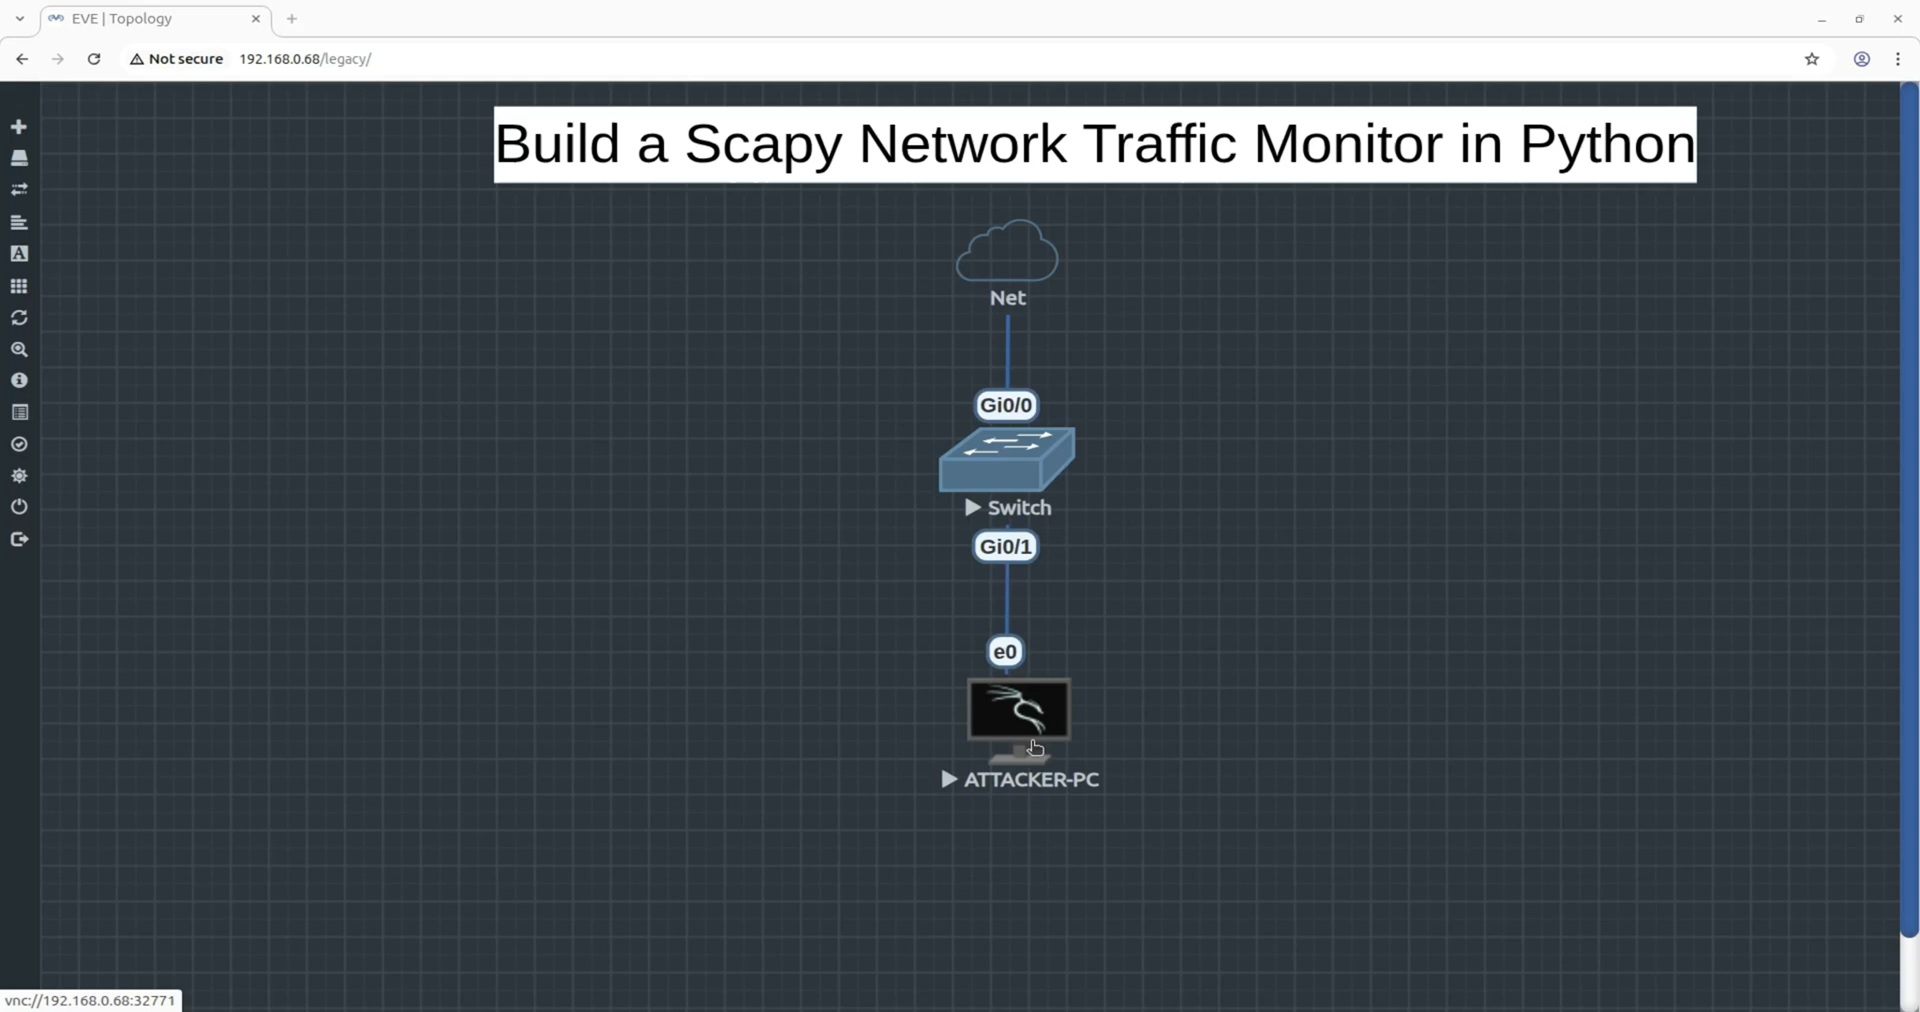 EVE | Topology
Not secure
192.168.0.68/legacy/
Build a Scapy Network Traffic Monitor in Python
Net
Gi0/0
Switch
Gi0/1
e0
ATTACKER-PC
vnc://192.168.0.68:32771